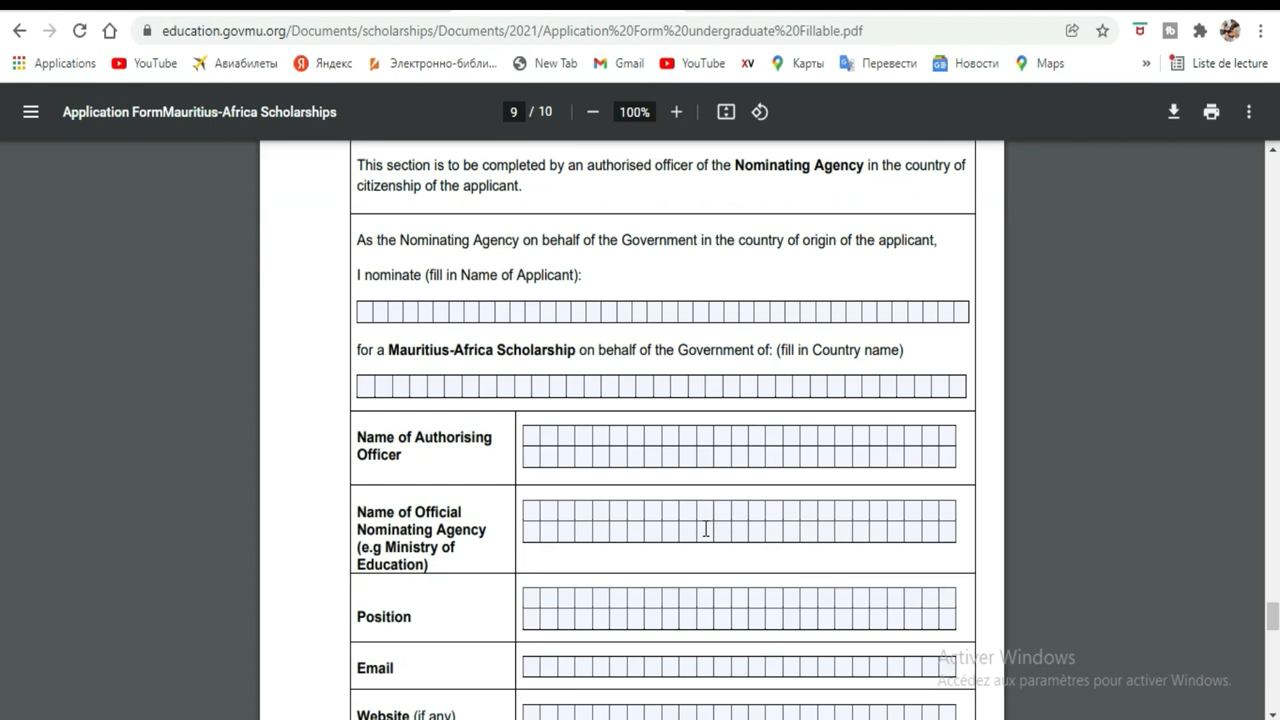 education.govmu.org/Documents/scholarships/Documents/2021/Application%20Form%20undergraduate%20Fillable.pdf
Applications YouTube Авиабилеты Яндекс Электронно-библи... New Tab Gmail YouTube XV Карты Перевести Новости Maps » Liste de lecture
Application FormMauritius-Africa Scholarships 9 / 10 100%
This section is to be completed by an authorised officer of the Nominating Agency in the country of
citizenship of the applicant.
As the Nominating Agency on behalf of the Government in the country of origin of the applicant,
I nominate (fill in Name of Applicant):
for a Mauritius-Africa Scholarship on behalf of the Government of: (fill in Country name)
Name of Authorising
Officer
Name of Official
Nominating Agency
(e.g Ministry of
Education)
Position
Email
Website (if any)
Activer Windows
Accédez aux paramètres pour activer Windows.